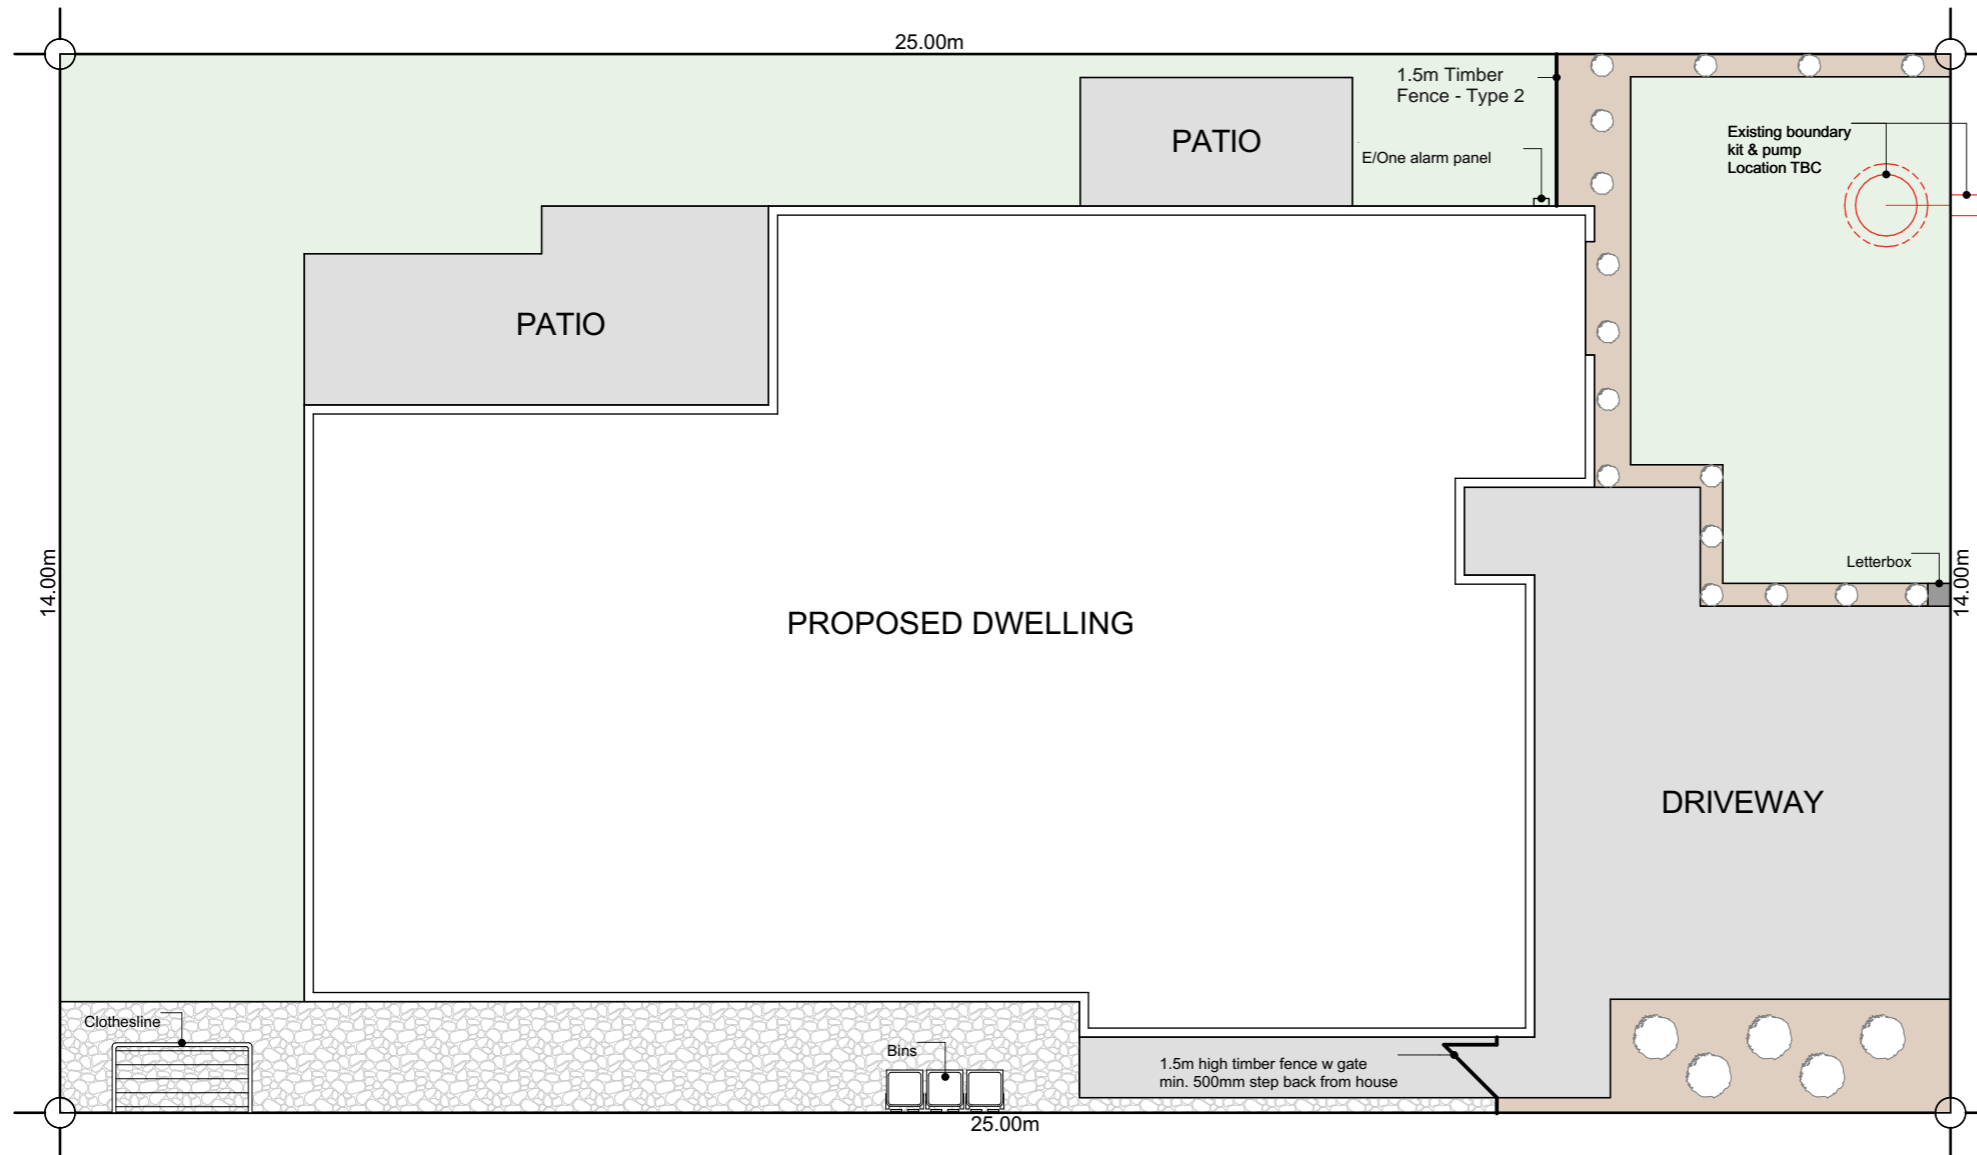 25.00m
1.5m Timber
Fence - Type 2
PATIO
E/One alarm panel
Existing boundary
kit & pump
Location TBC
PATIO
14.00m
Letterbox
14.00m
PROPOSED DWELLING
DRIVEWAY
Clothesline
Bins
1.5m high timber fence w gate
min. 500mm step back from house
25.00m